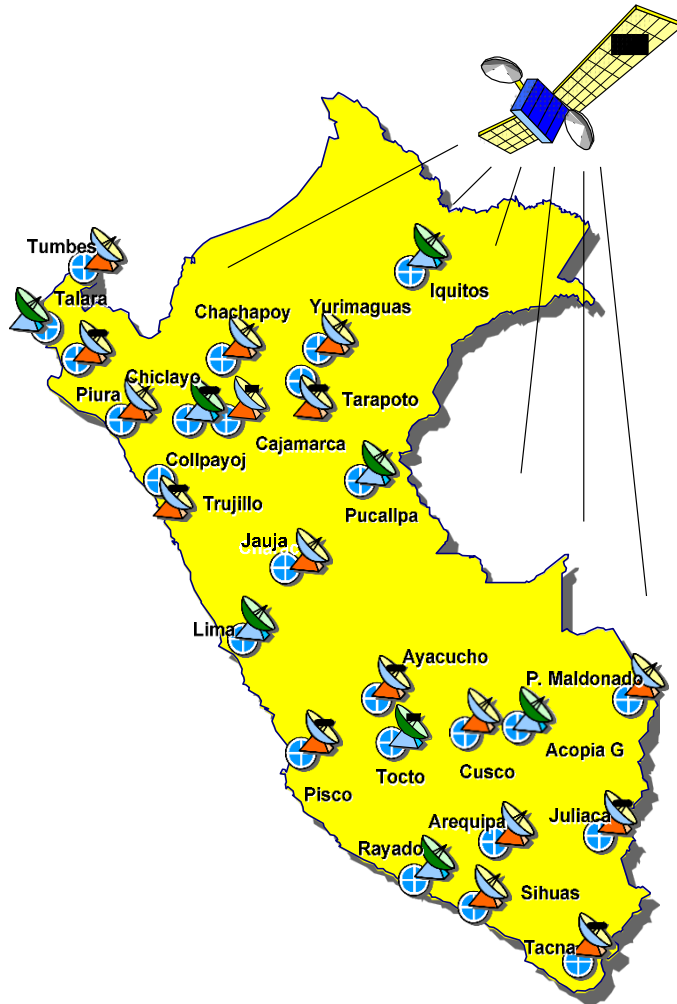 Tumbes
Iquitos
Talara
Chachapoy
Yurimaguas
Chiclayo
Piura
Tarapoto
Cajamarca
Collpayoj
Trujillo
Pucallpa
Jauja
Lima
Ayacucho
P. Maldonado
Acopia G
Tocto
Cusco
Pisco
Arequipa
Juliaca
Rayado
Sihuas
Tacna